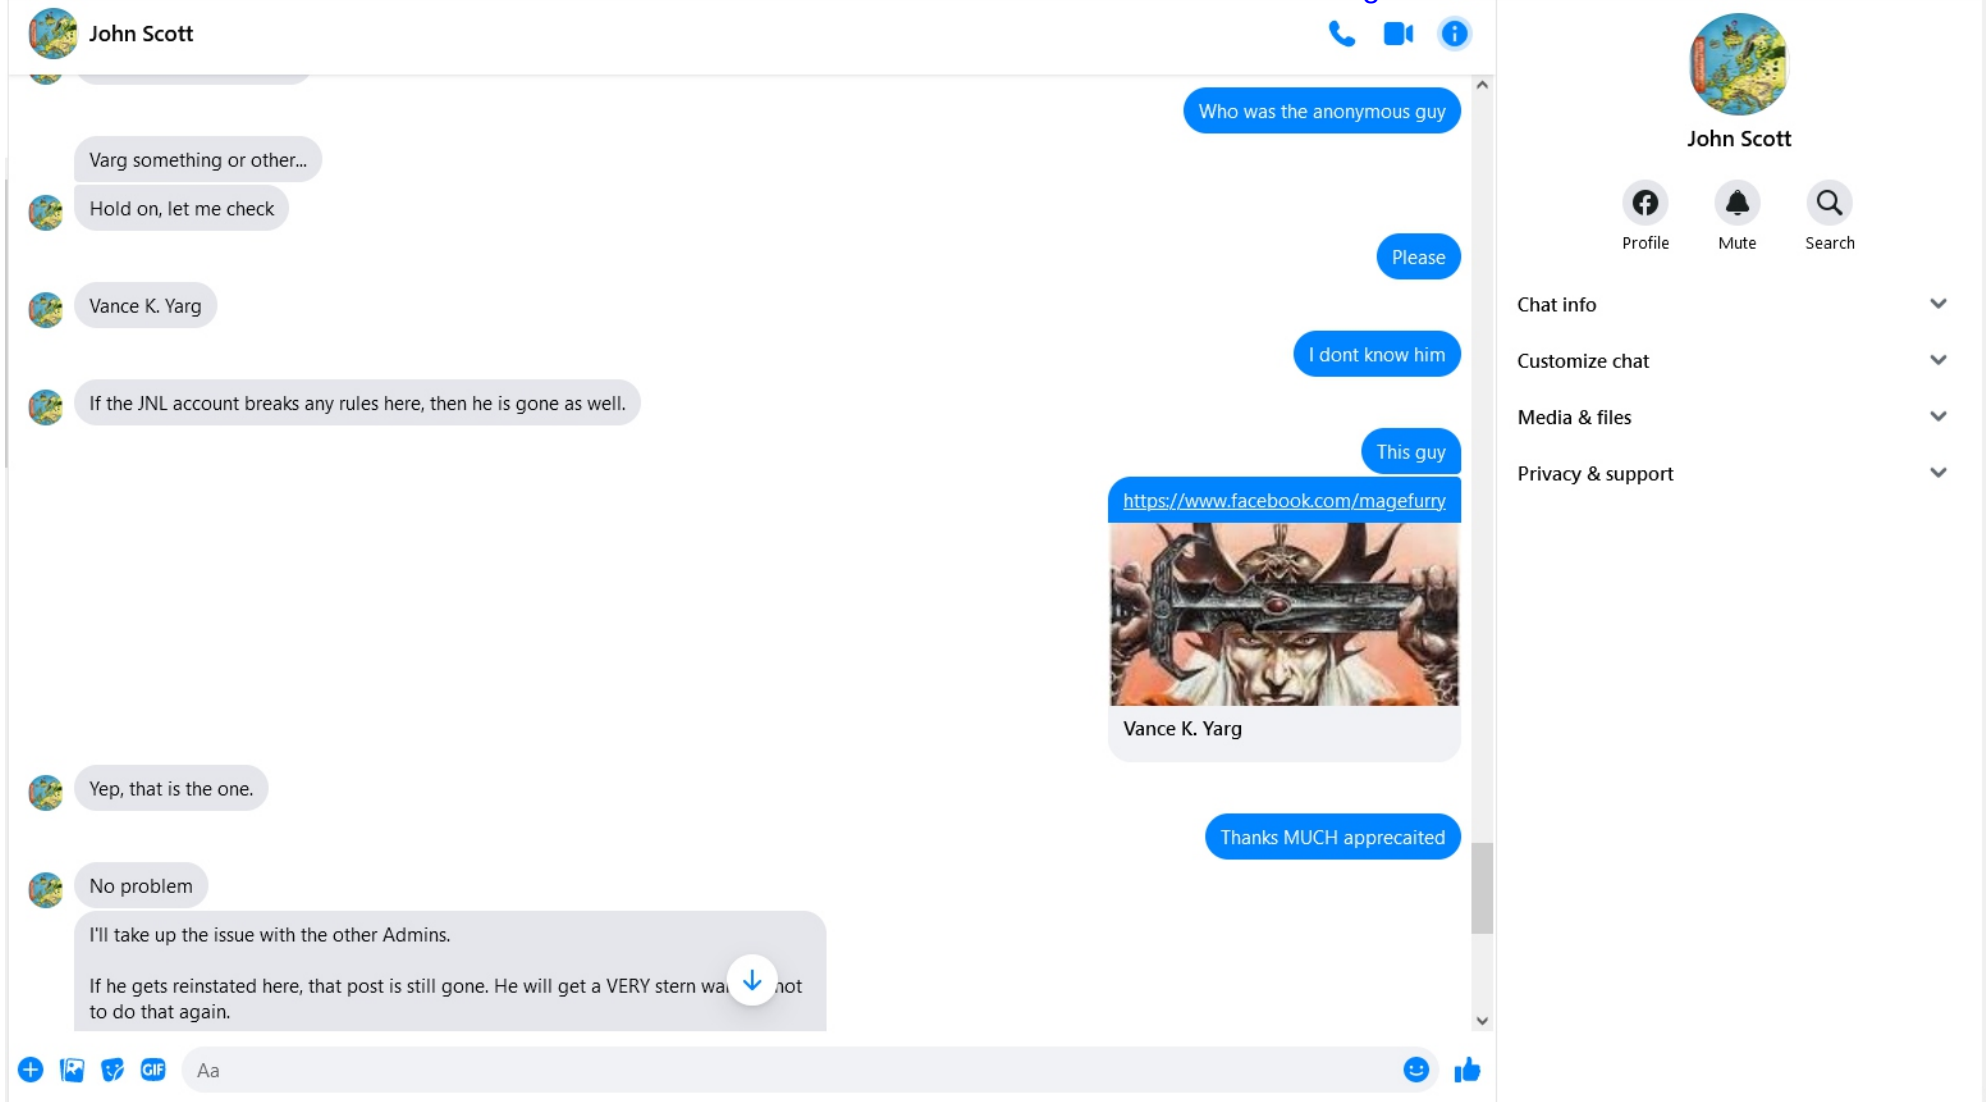 John Scott
Who was the anonymous guy
Varg something or other...
Hold on, let me check
Please
Vance K. Yarg
I dont know him
If the JNL account breaks any rules here, then he is gone as well.
This guy
https://www.facebook.com/magefurry
Vance K. Yarg
Yep, that is the one.
Thanks MUCH apprecaited
No problem
I'll take up the issue with the other Admins.
If he gets reinstated here, that post is still gone. He will get a VERY stern
to do that again.
GIF
Aa
John Scott
Profile
Mute
Search
Chat info
Customize chat
Media & files
Privacy & support